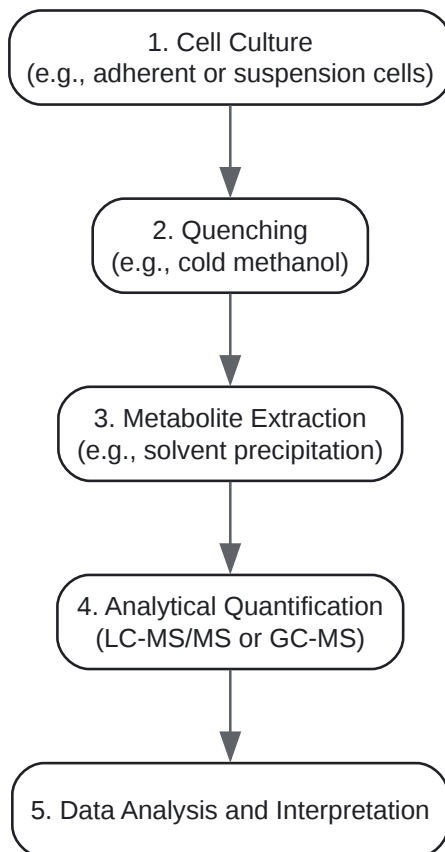 1. Cell Culture
(e.g., adherent or suspension cells)
2. Quenching
(e.g., cold methanol)
3. Metabolite Extraction
(e.g., solvent precipitation)
4. Analytical Quantification
(LC-MS/MS or GC-MS)
5. Data Analysis and Interpretation